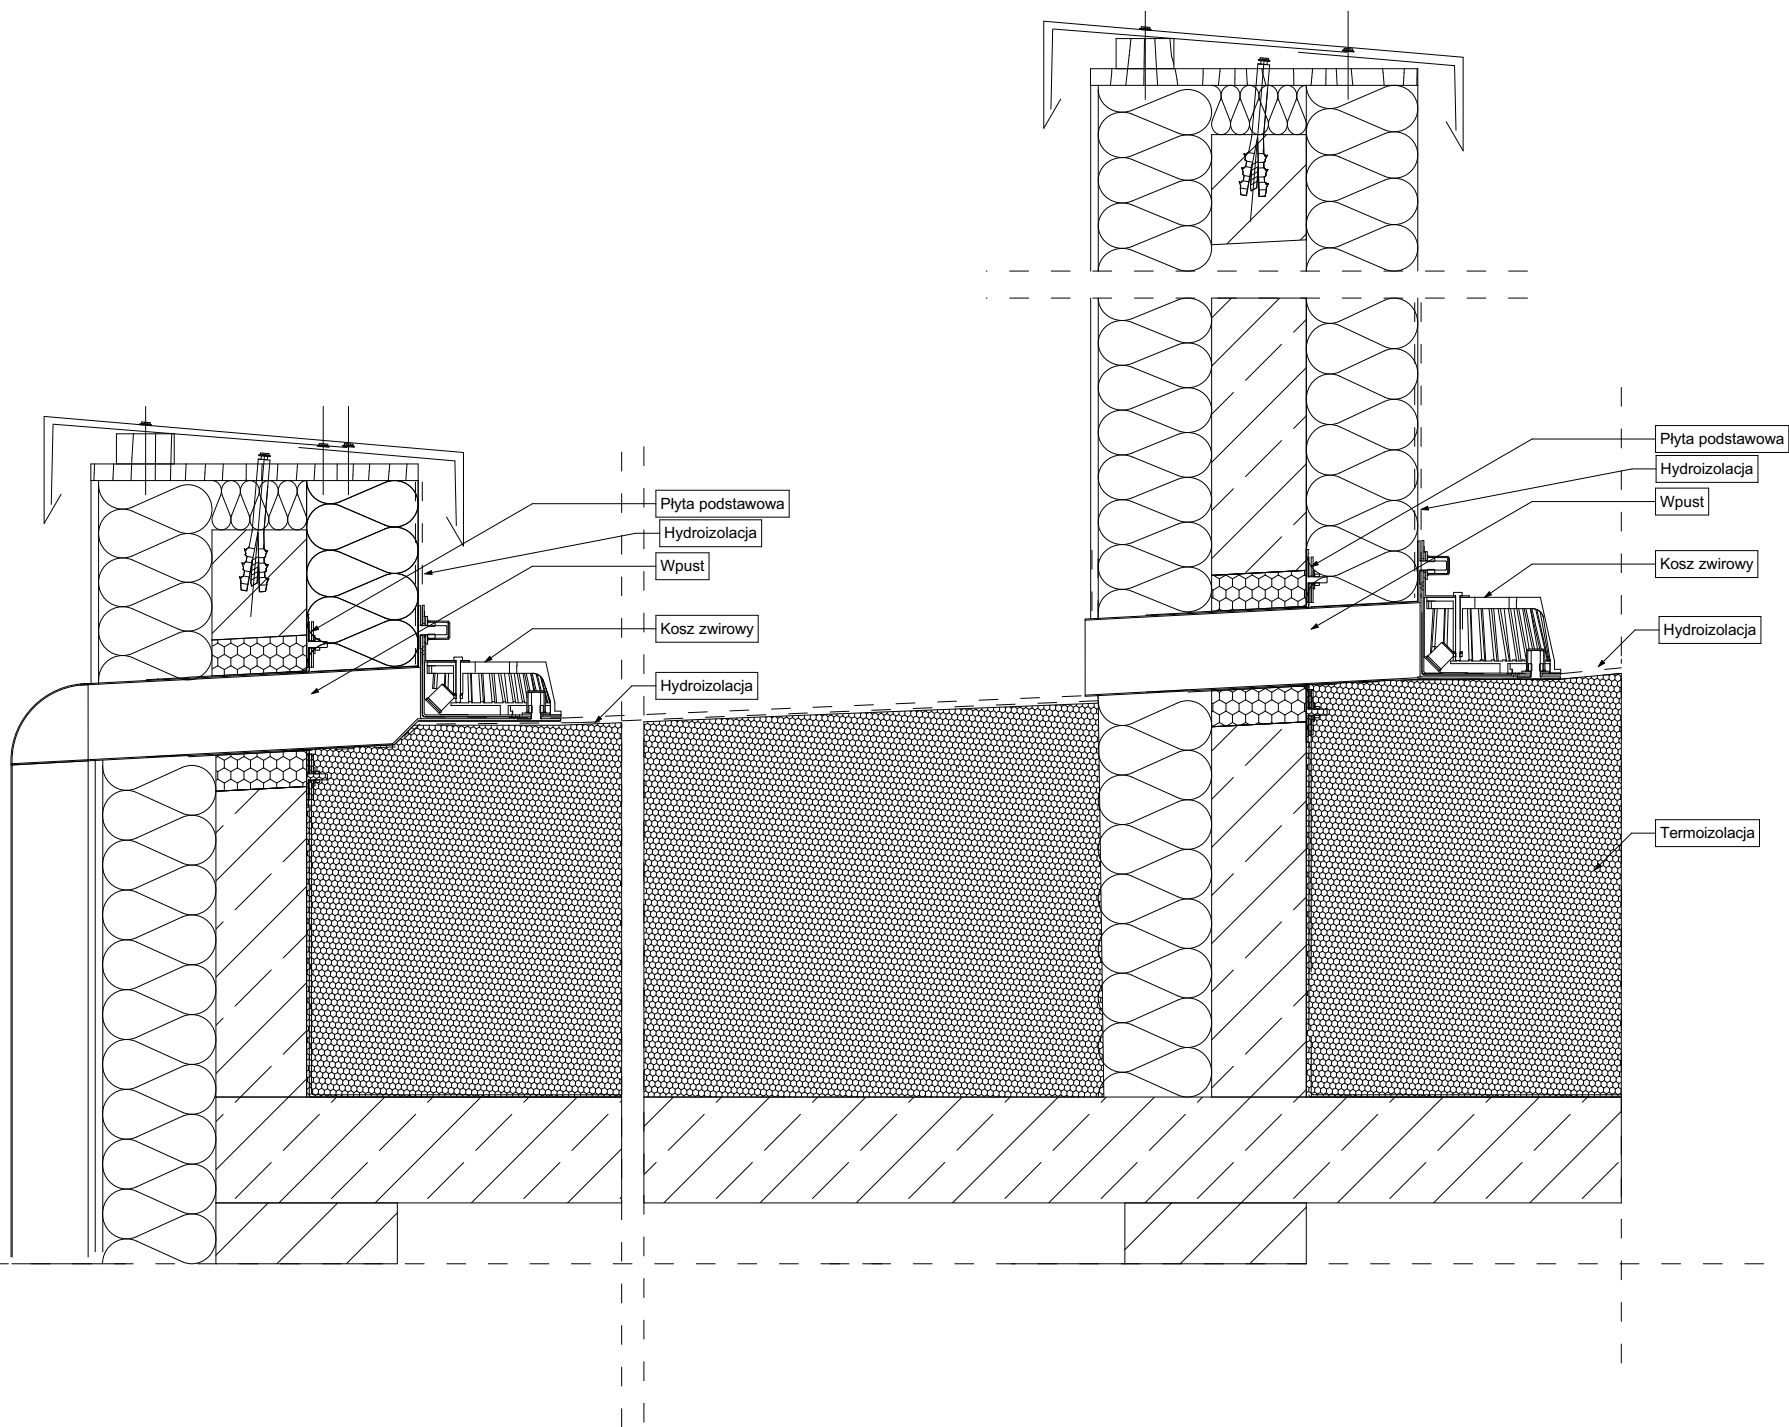 Płyta podstawowa
Hydroizolacja
Wpust
Kosz zwirowy
Hydroizolacja
Płyta podstawowa
Hydroizolacja
Wpust
Kosz zwirowy
Hydroizolacja
Termoizolacja